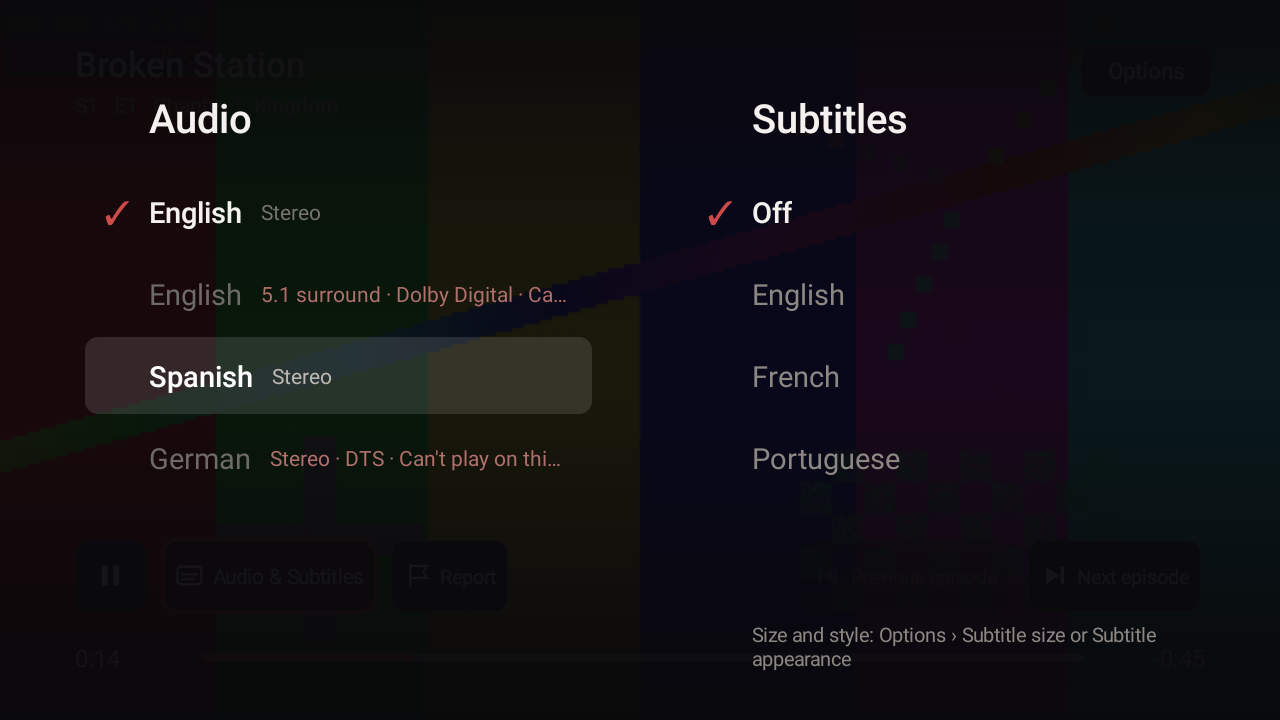 Broken Station
Options
Audio
Subtitles
✓ English Stereo
✓ Off
English 5.1 surround · Dolby Digital · Ca...
English
Spanish Stereo
French
German Stereo · DTS · Can't play on thi...
Portuguese
Audio & Subtitles
Report
Previous episode
Next episode
Size and style: Options › Subtitle size or Subtitle
appearance
0:14
-0:45